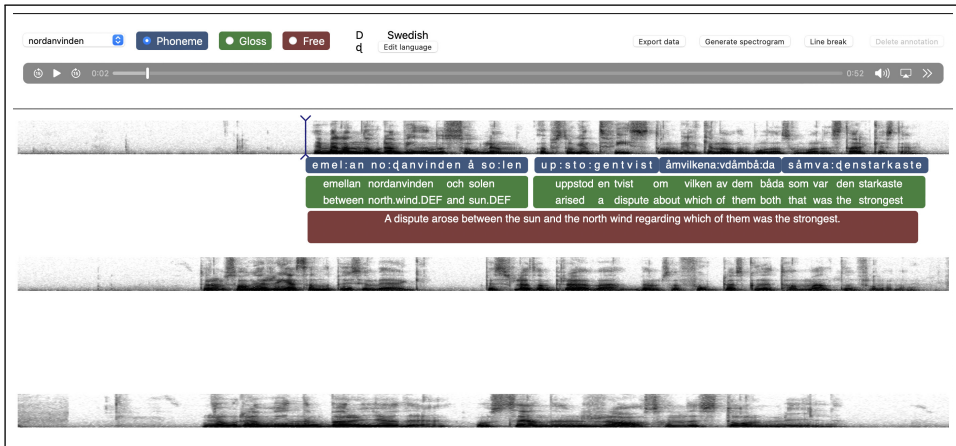 nordanvinden Phoneme Gloss Free D Swedish Export data Generate spectrogram Line break Delete annotation
ɖ Edit language
0:02 0:52
emel:an no:ɖanvinden å so:len up:sto:gentvist åmvilkena:vdåmbå:da såmva:ɖenstarkaste
emellan nordanvinden och solen uppstod en tvist om vilken av dem båda som var den starkaste
between north.wind.DEF and sun.DEF arised a dispute about which of them both that was the strongest
A dispute arose between the sun and the north wind regarding which of them was the strongest.